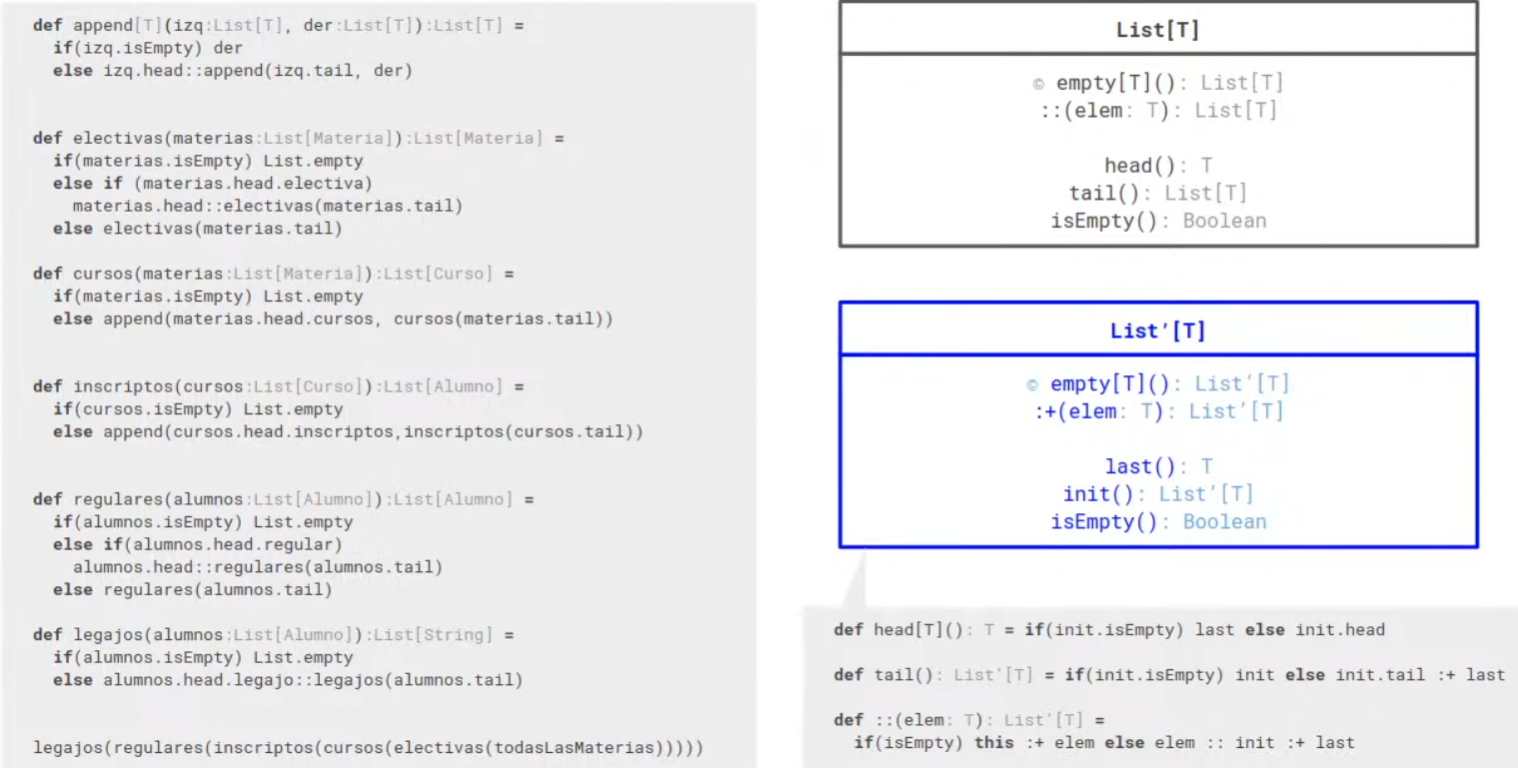 def append[T](izq:List[T], der:List[T]):List[T] =
if(izq.isEmpty) der
else izq.head::append(izq.tail, der)
def electivas(materias:List[Materia]):List[Materia] =
if(materias.isEmpty) List.empty
else if (materias.head.electiva)
materias.head::electivas(materias.tail)
else electivas(materias.tail)
def cursos(materias:List[Materia]):List[Curso] =
if(materias.isEmpty) List.empty
else append(materias.head.cursos, cursos(materias.tail))
def inscriptos(cursos:List[Curso]):List[Alumno] =
if(cursos.isEmpty) List.empty
else append(cursos.head.inscriptos,inscriptos(cursos.tail))
def regulares(alumnos:List[Alumno]):List[Alumno] =
if(alumnos.isEmpty) List.empty
else if(alumnos.head.regular)
alumnos.head::regulares(alumnos.tail)
else regulares(alumnos.tail)
def legajos(alumnos:List[Alumno]):List[String] =
if(alumnos.isEmpty) List.empty
else alumnos.head.legajo::legajos(alumnos.tail)
legajos(regulares(inscriptos(cursos(electivas(todasLasMaterias)))))
List[T]
© empty[T](): List[T]
::(elem: T): List[T]
head(): T
tail(): List[T]
isEmpty(): Boolean
List’[T]
© empty[T](): List’[T]
:+(elem: T): List’[T]
last(): T
init(): List’[T]
isEmpty(): Boolean
def head[T](): T = if(init.isEmpty) last else init.head
def tail(): List’[T] = if(init.isEmpty) init else init.tail :+ last
def ::(elem: T): List’[T] =
if(isEmpty) this :+ elem else elem :: init :+ last